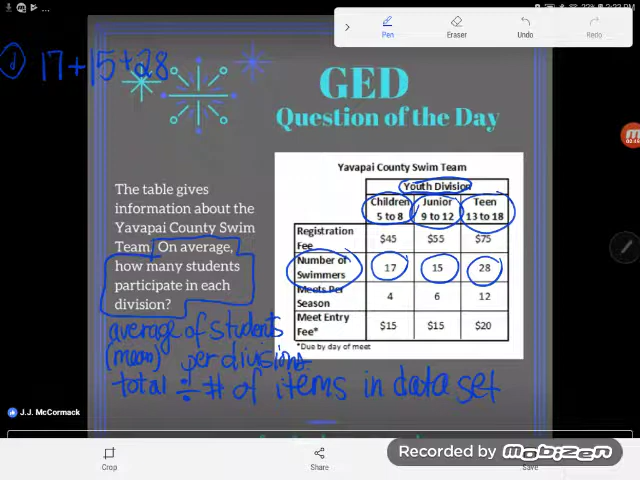 Pen
Eraser
Undo
Redo
① 17+15+28
GED
Question of the Day
The table gives
information about the
Yavapai County Swim
Team. On average,
how many students
participate in each
division?
Yavapai County Swim Team
Youth Division
Children 5 to 8
Junior 9 to 12
Teen 13 to 18
Registration Fee $45 $55 $75
Number of Swimmers 17 15 28
Meets Per Season 4 6 12
Meet Entry Fee* $15 $15 $20
*Due by day of meet
average of students
(mean) per divisions
total ÷ # of items in data set
J.J. McCormack
Recorded by mobizen
Crop
Share
Save